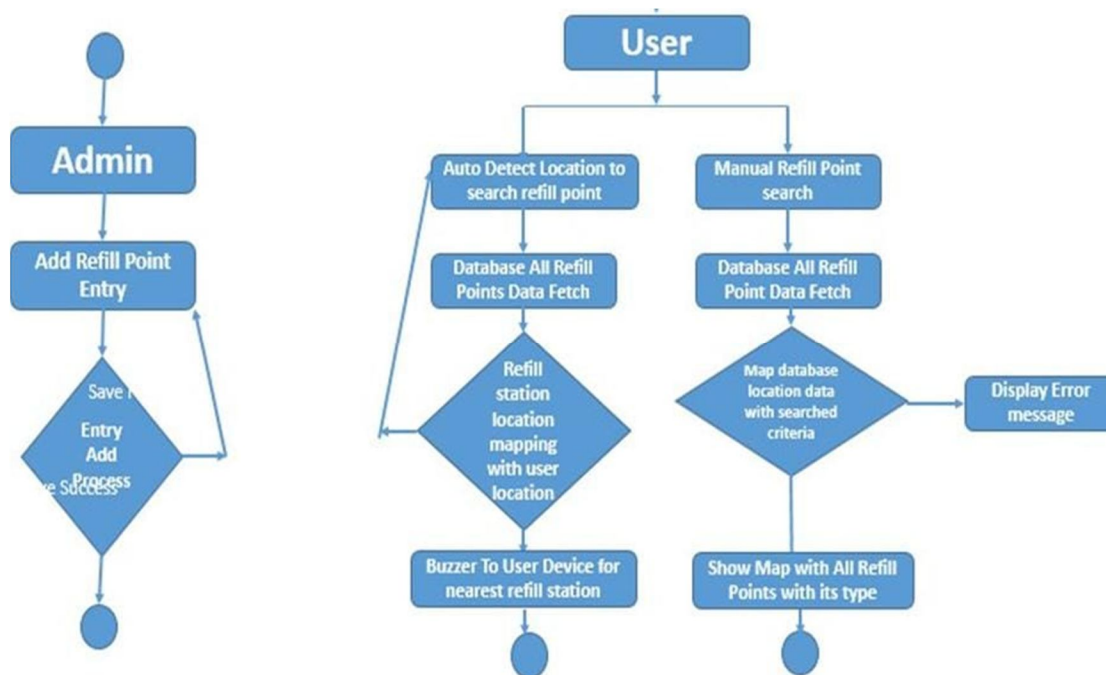 Admin
Add Refill Point
Entry
Save
Entry
Add
Process
Success
User
Auto Detect Location to
search refill point
Database All Refill
Points Data Fetch
Refill
station
location
mapping
with user
location
Buzzer To User Device for
nearest refill station
Manual Refill Point
search
Database All Refill
Point Data Fetch
Map database
location data
with searched
criteria
Display Error
message
Show Map with All Refill
Points with its type